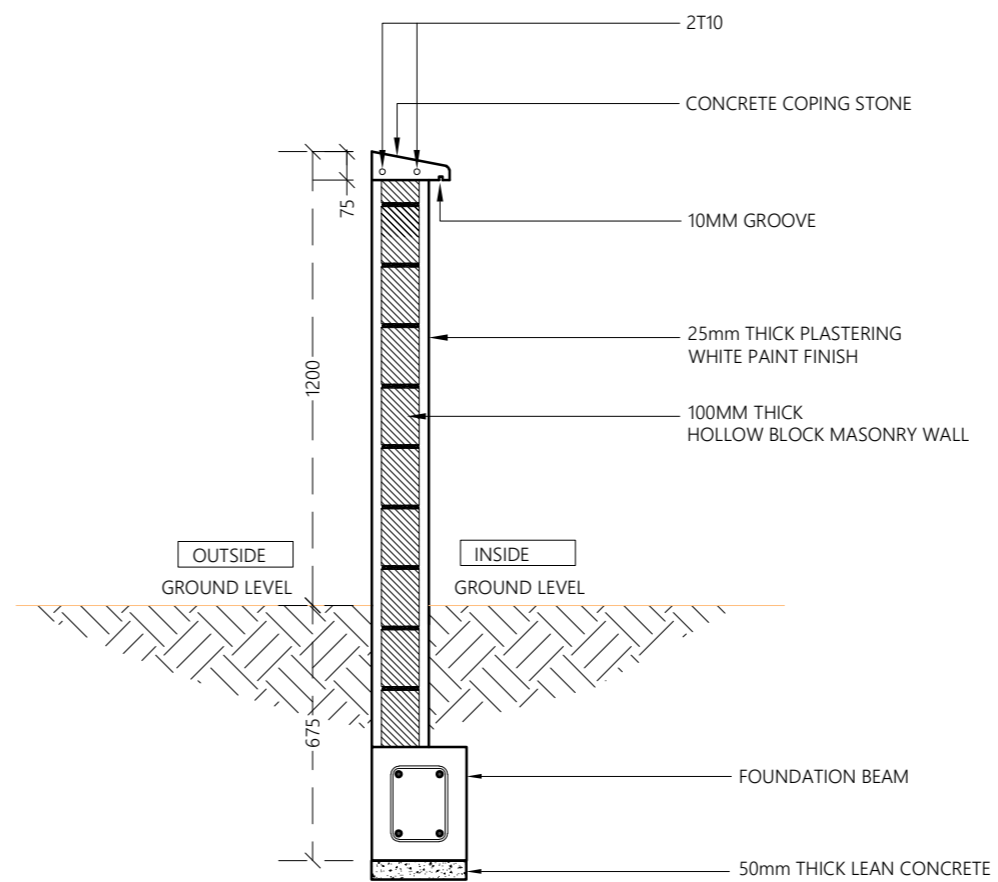 2T10
CONCRETE COPING STONE
75
10MM GROOVE
25mm THICK PLASTERING
WHITE PAINT FINISH
1200
100MM THICK
HOLLOW BLOCK MASONRY WALL
OUTSIDE
INSIDE
GROUND LEVEL
GROUND LEVEL
675
FOUNDATION BEAM
50mm THICK LEAN CONCRETE